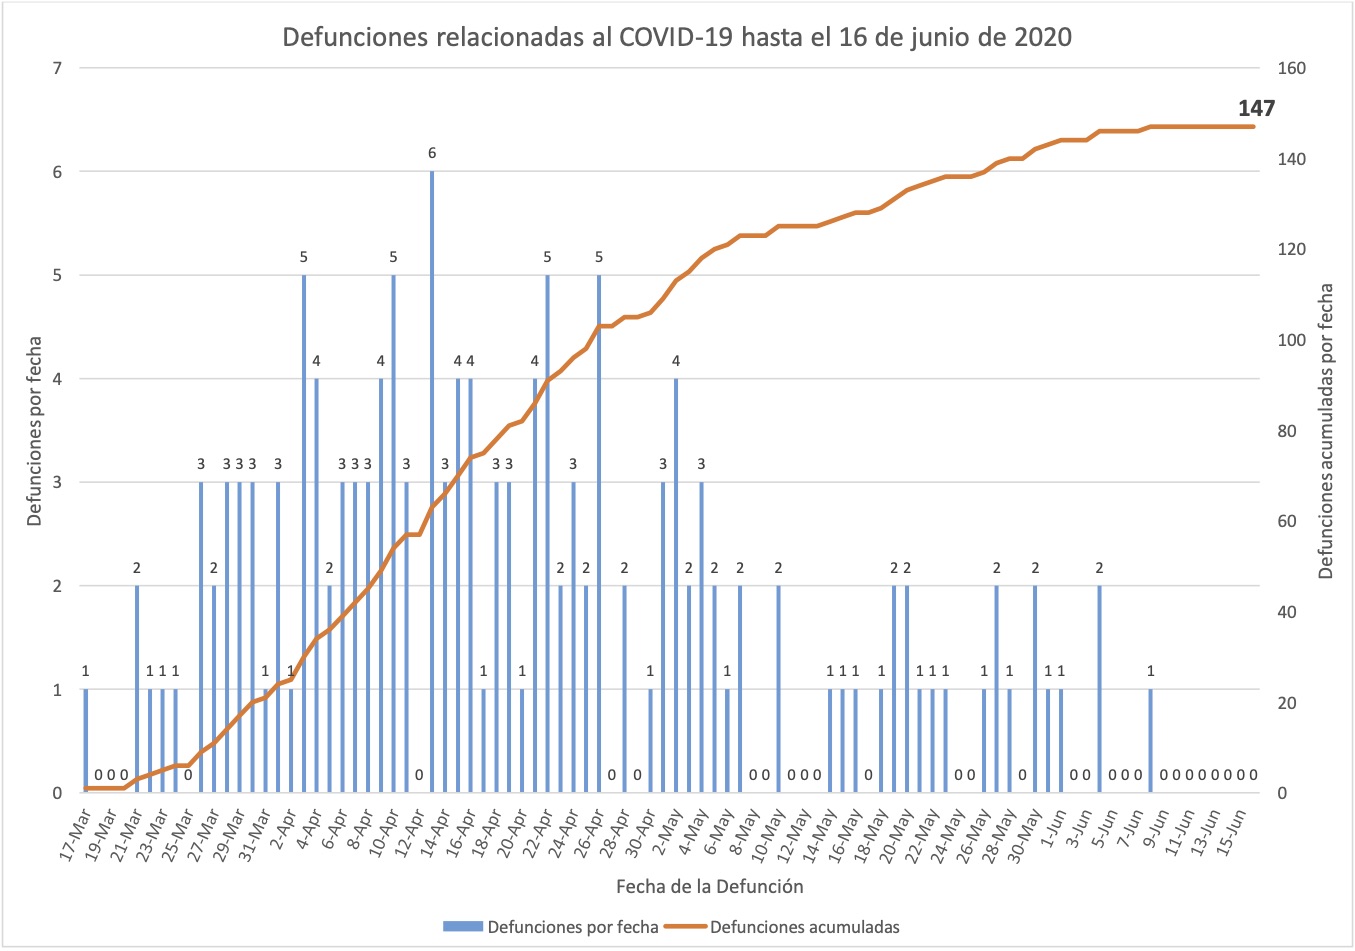 Defunciones relacionadas al COVID-19 hasta el 16 de junio de 2020
7 160
147
6 140
6
5 5 5 5 120
5
4 4 4 4 4 4 100
4
3 3 3 3 3 3 3 3 3 3 3 3 3 3 3 80
3
2 2 2 2 2 2 2 2 2 2 2 2 2 2 60
2 40
1 1 1 1 1 1 1 1 1 1 1 1 1 1 1 1 1 1 1 1 1 1 1
1 20
0 0 0 0 0 0 0 0 0 0 0 0 0 0 0 0 0 0 0 0 0 0 0 0 0 0 0 0 0
0 0
Defunciones por fecha
Defunciones acumuladas por fecha
17-Mar 19-Mar 21-Mar 23-Mar 25-Mar 27-Mar 29-Mar 31-Mar 2-Apr 4-Apr 6-Apr 8-Apr 10-Apr 12-Apr 14-Apr 16-Apr 18-Apr 20-Apr 22-Apr 24-Apr 26-Apr 28-Apr 30-Apr 2-May 4-May 6-May 8-May 10-May 12-May 14-May 16-May 18-May 20-May 22-May 24-May 26-May 28-May 30-May 1-Jun 3-Jun 5-Jun 7-Jun 9-Jun 11-Jun 13-Jun 15-Jun
Fecha de la Defunción
Defunciones por fecha Defunciones acumuladas